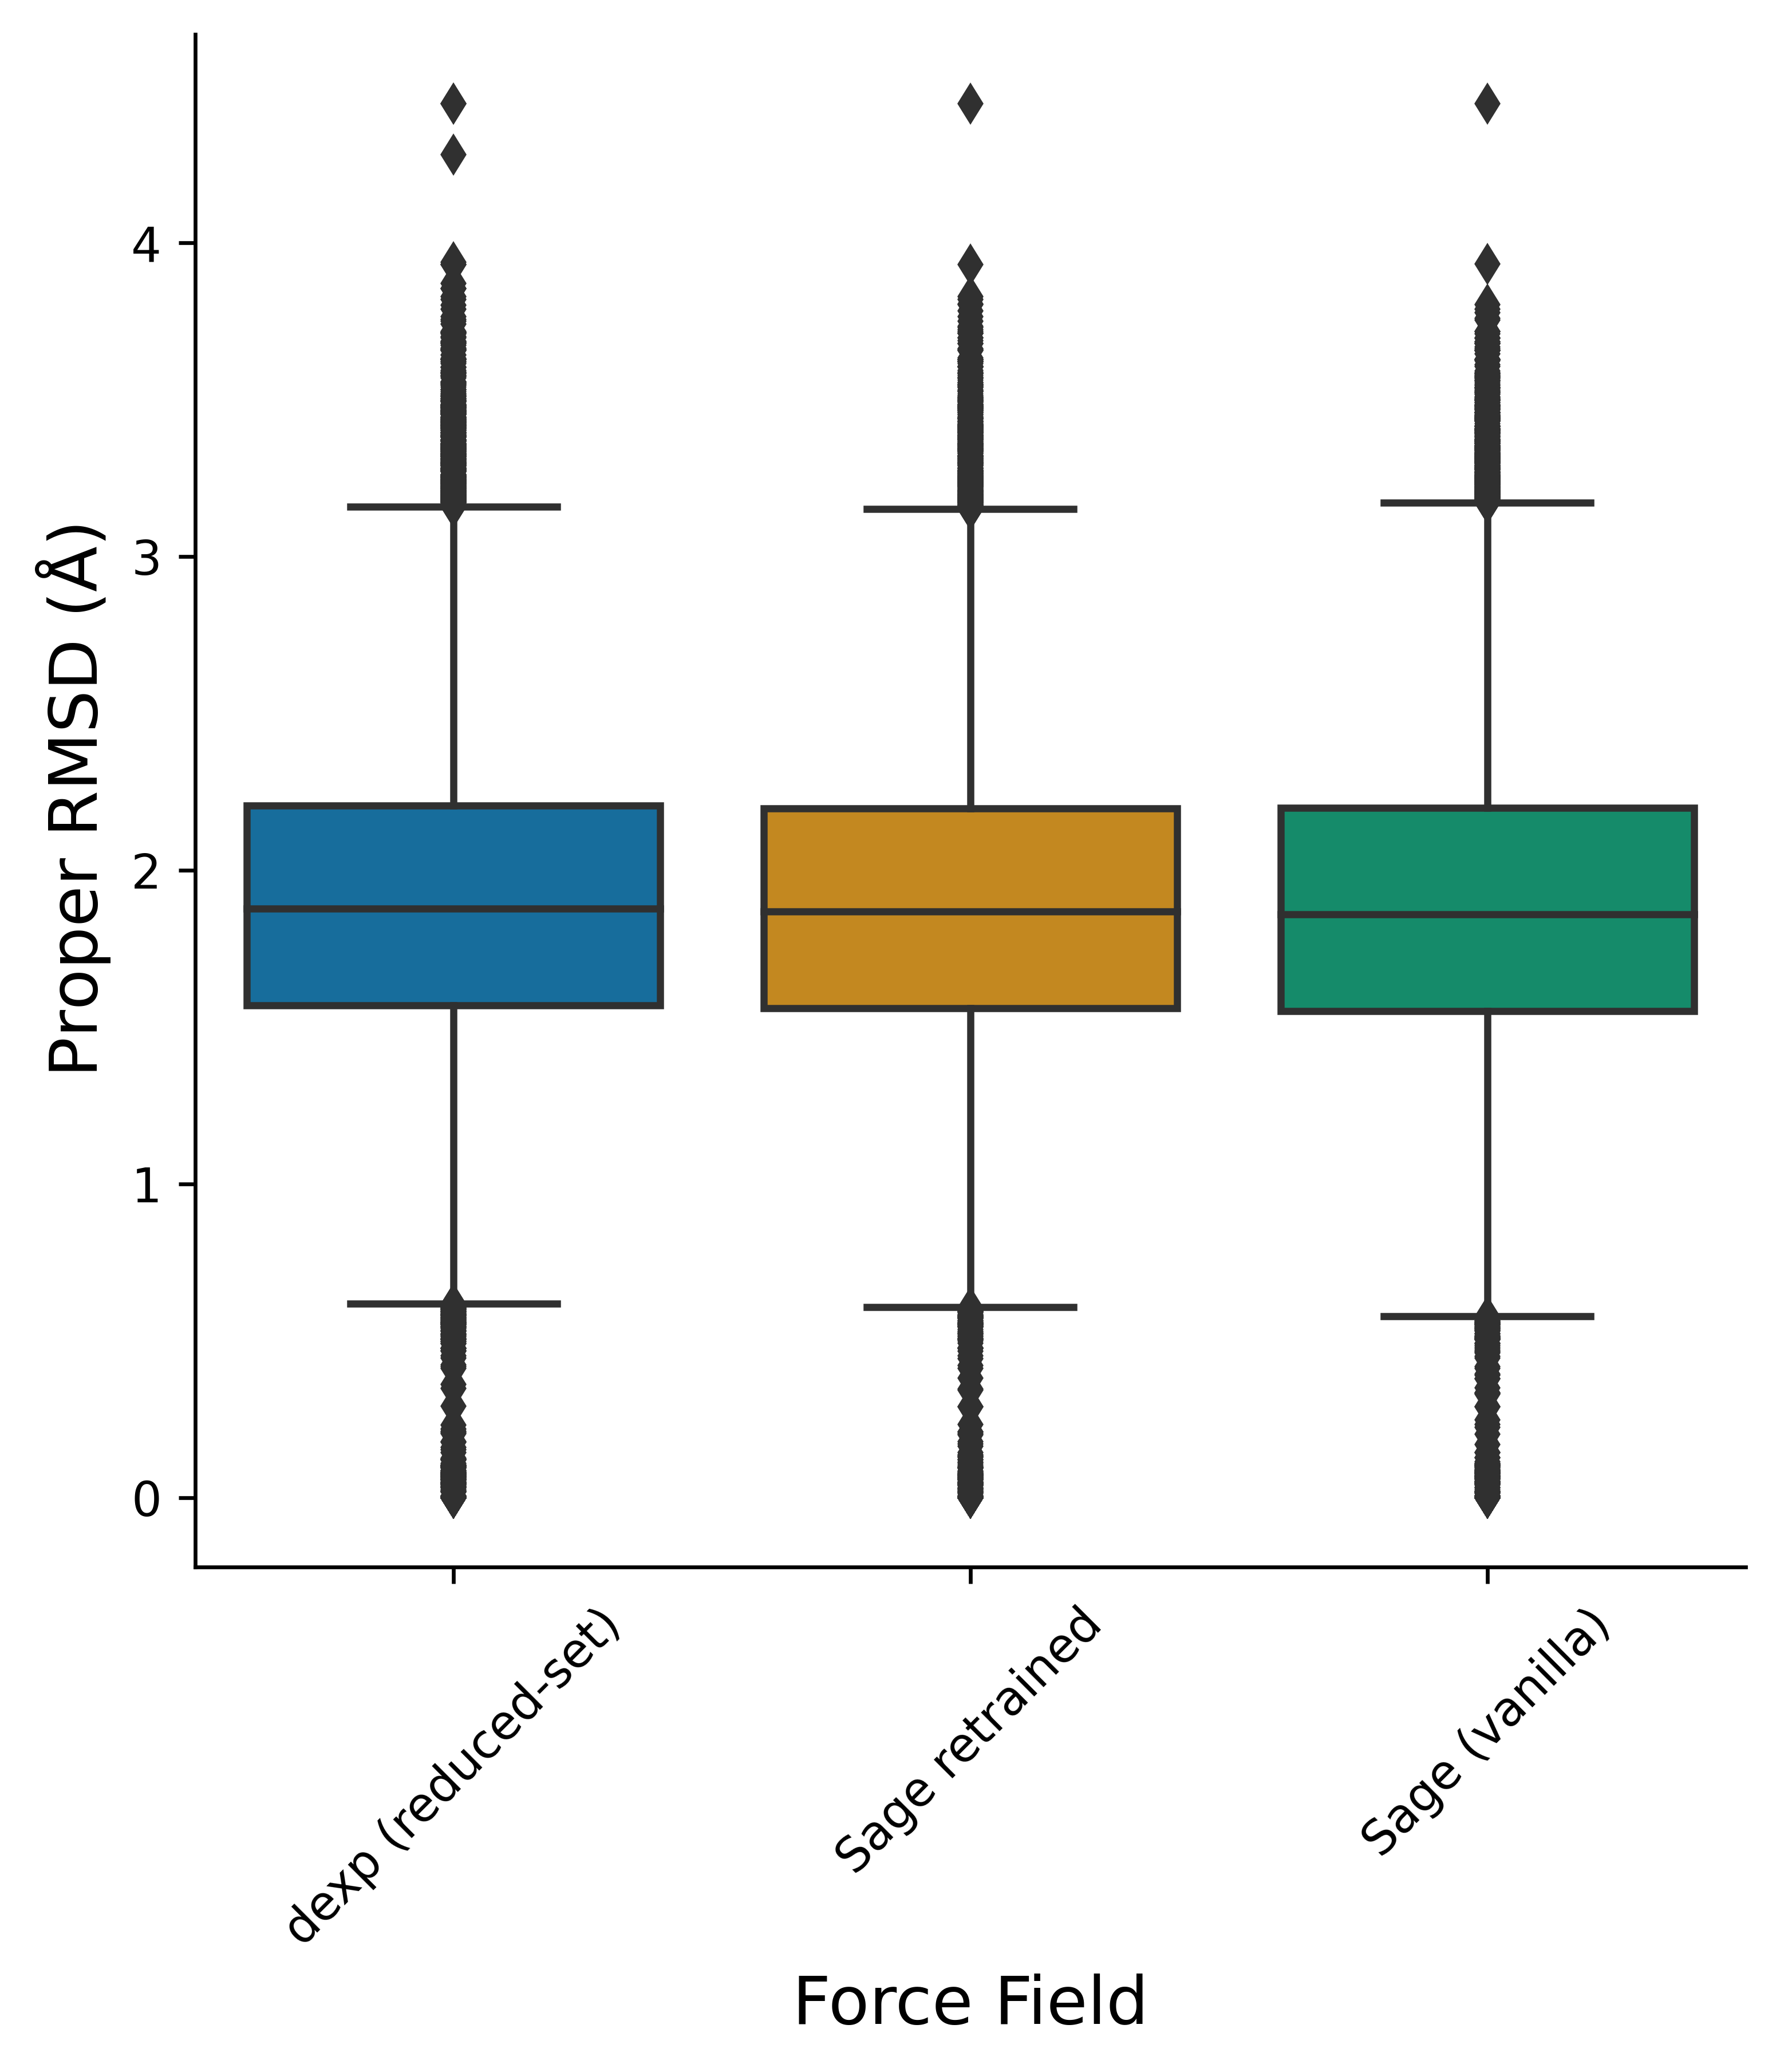 Proper RMSD (Å)
4
3
2
1
0
dexp (reduced-set)
Sage retrained
Sage (vanilla)
Force Field